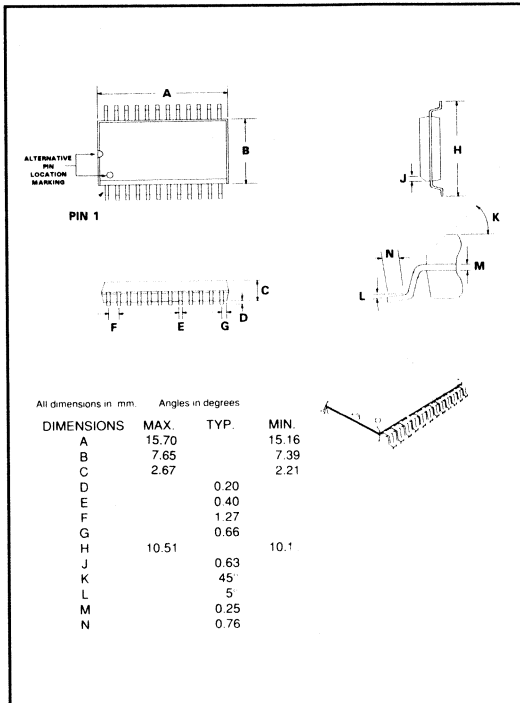 A
B
ALTERNATIVE
PIN
LOCATION
MARKING
PIN 1
H
J
K
N
M
L
C
D
F
E
G
All dimensions in mm. Angles in degrees
DIMENSIONS MAX. TYP. MIN.
A 15.70 15.16
B 7.65 7.39
C 2.67 2.21
D 0.20
E 0.40
F 1.27
G 0.66
H 10.51 10.1
J 0.63
K 45°
L 5°
M 0.25
N 0.76